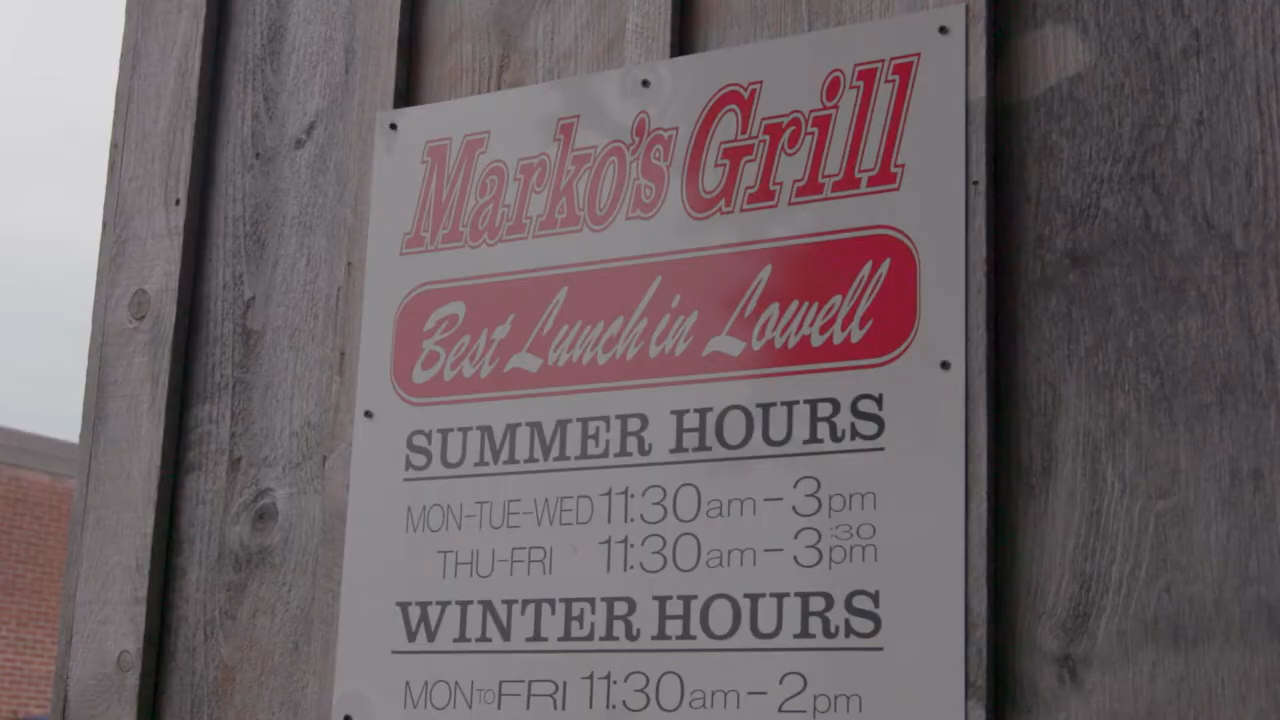 Marko's Grill
Best Lunch in Lowell
SUMMER HOURS
MON-TUE-WED 11:30am - 3pm
THU-FRI 11:30am - 3:30pm
WINTER HOURS
MON TO FRI 11:30am - 2pm